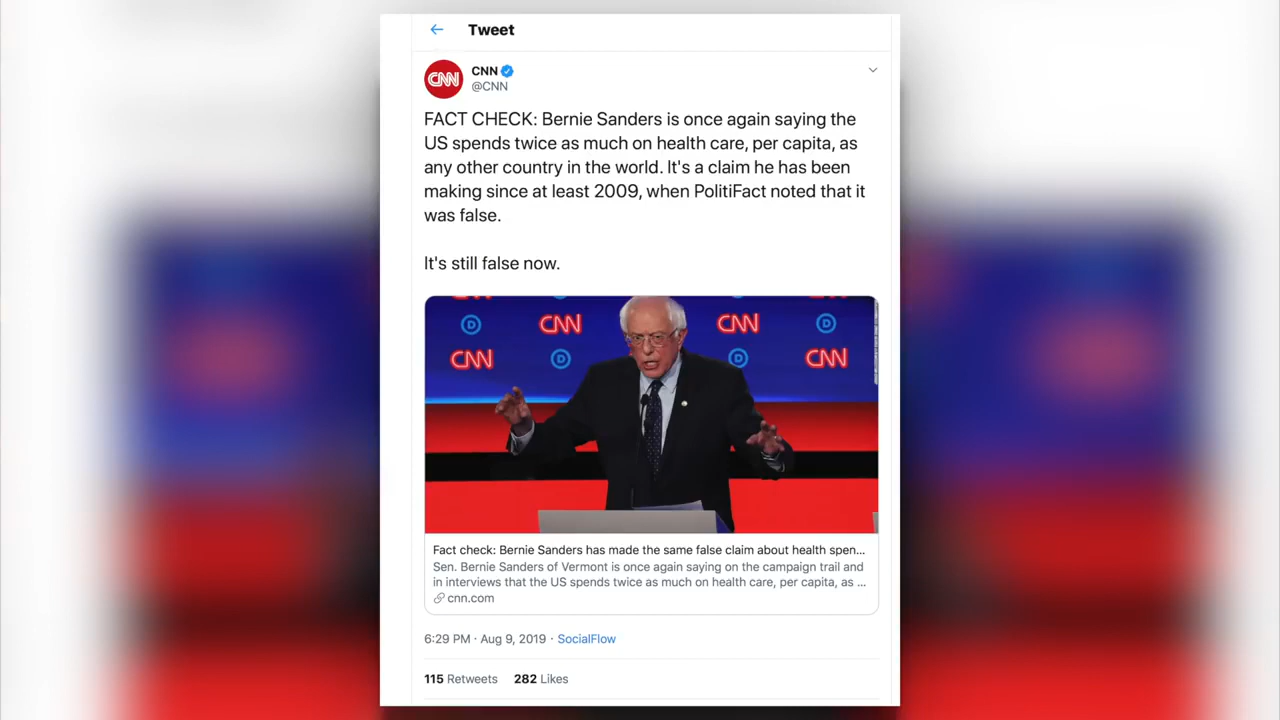 Tweet
CNN
CNN
@CNN
FACT CHECK: Bernie Sanders is once again saying the
US spends twice as much on health care, per capita, as
any other country in the world. It's a claim he has been
making since at least 2009, when PolitiFact noted that it
was false.
It's still false now.
D CNN CNN D
CNN D D CNN
Fact check: Bernie Sanders has made the same false claim about health spen...
Sen. Bernie Sanders of Vermont is once again saying on the campaign trail and
in interviews that the US spends twice as much on health care, per capita, as ...
cnn.com
6:29 PM · Aug 9, 2019 · SocialFlow
115 Retweets 282 Likes